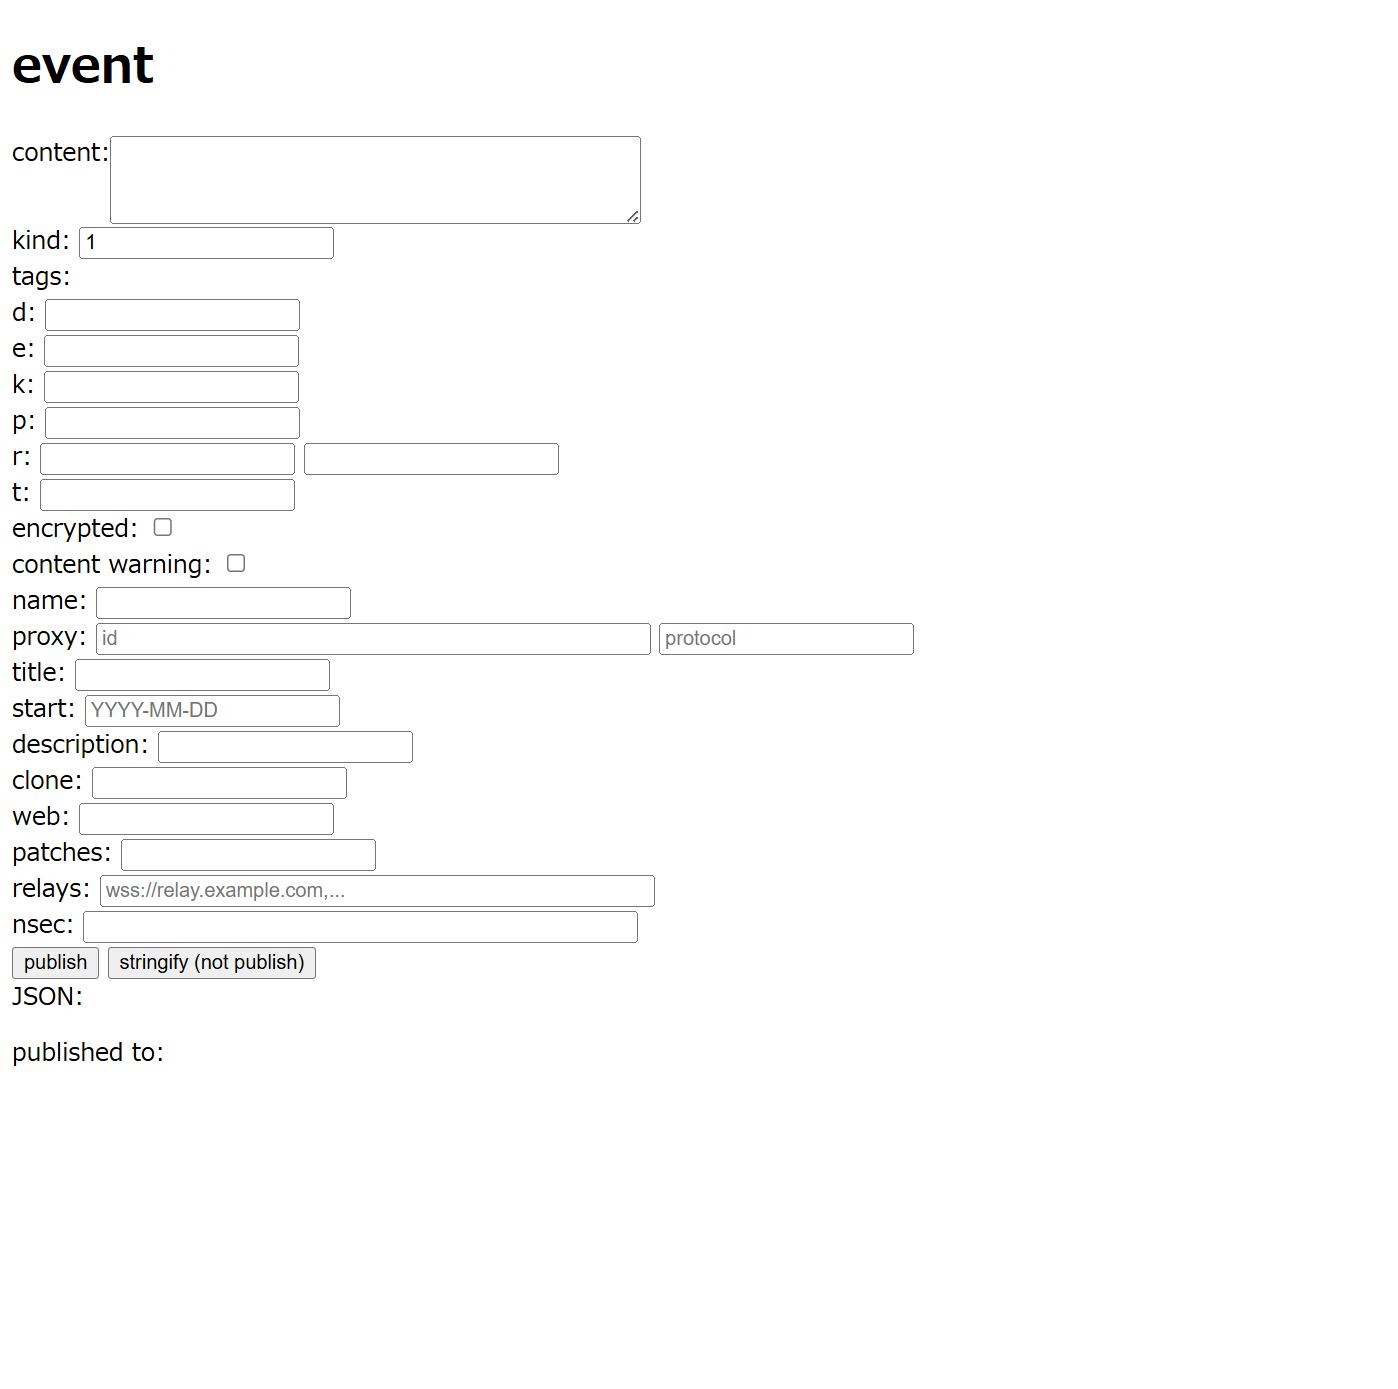 event
content:
kind: 1
tags:
d:
e:
k:
p:
r:
t:
encrypted:
content warning:
name:
proxy: id protocol
title:
start: YYYY-MM-DD
description:
clone:
web:
patches:
relays: wss://relay.example.com,...
nsec:
publish stringify (not publish)
JSON:
published to: